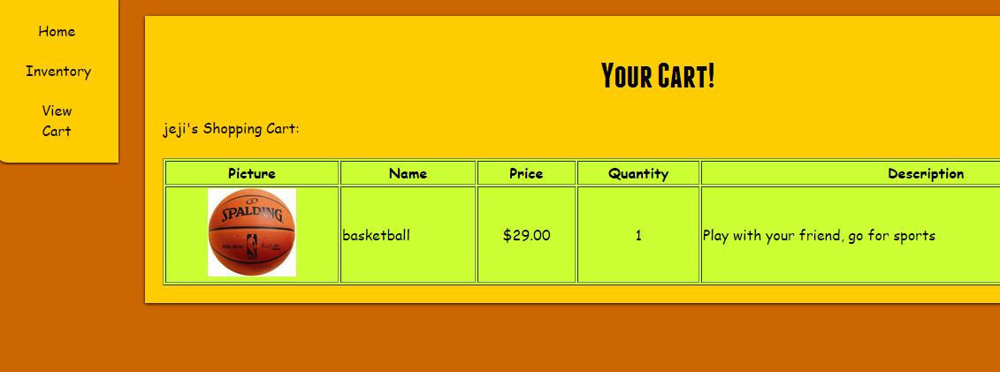 Home
Inventory
View
Cart
Your Cart!
jeji's Shopping Cart:
Picture Name Price Quantity Description
SPALDING
basketball $29.00 1 Play with your friend, go for sports